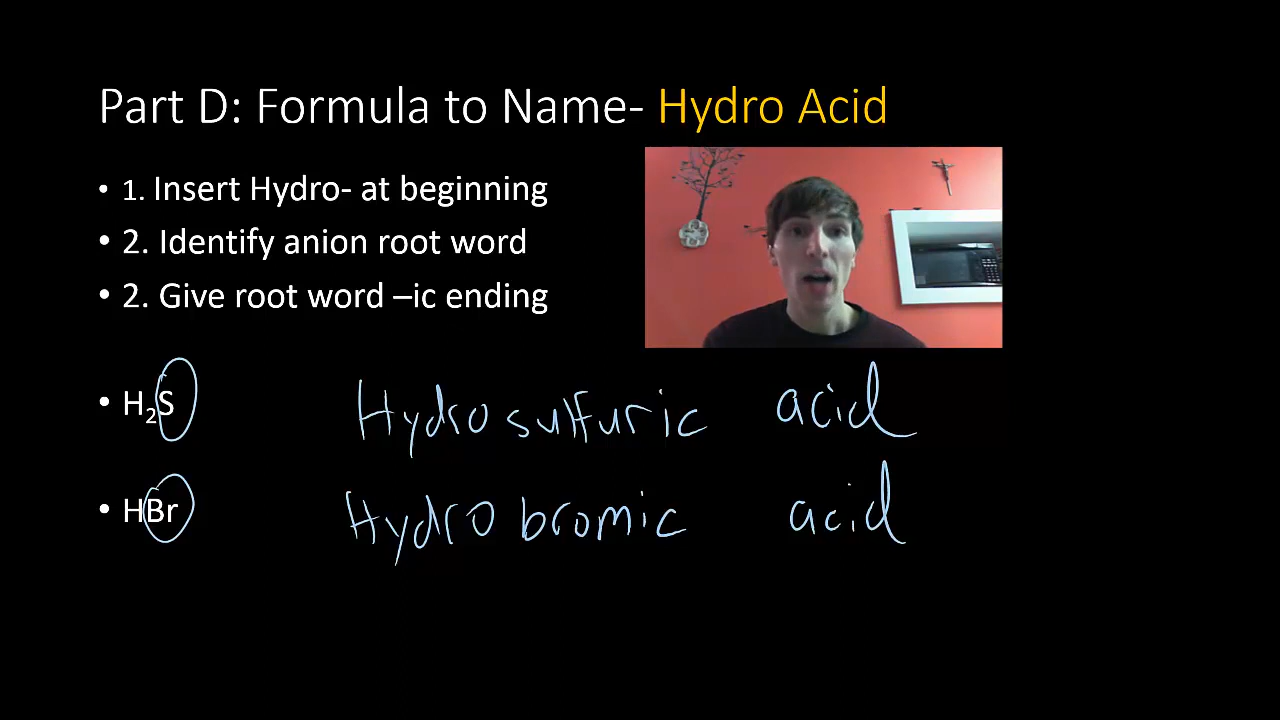 Part D: Formula to Name- Hydro Acid
• 1. Insert Hydro- at beginning
• 2. Identify anion root word
• 2. Give root word –ic ending
• H₂S Hydrosulfuric acid
• HBr Hydrobromic acid